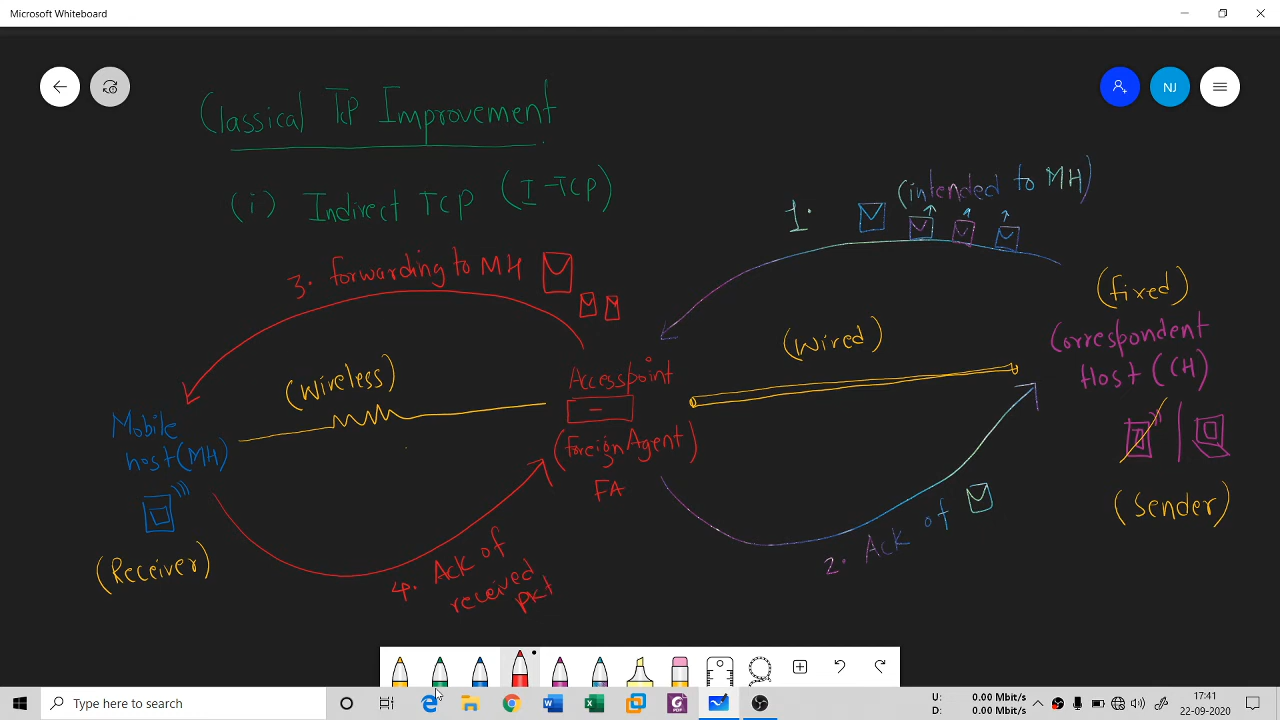 Microsoft Whiteboard
NJ
Classical TCP Improvement
(i) Indirect TCP (I-TCP)
1. (intended to MH)
3. forwarding to MH
(fixed)
Correspondent
Host (CH)
(Wired)
(Wireless)
Accesspoint
(Foreign Agent)
FA
Mobile
host (MH)
(Receiver)
(Sender)
2. Ack of
4. Ack of
received
pkt
Type here to search
U: 0.00 Mbit/s
D: 0.00 Mbit/s
17:41
22-09-2020